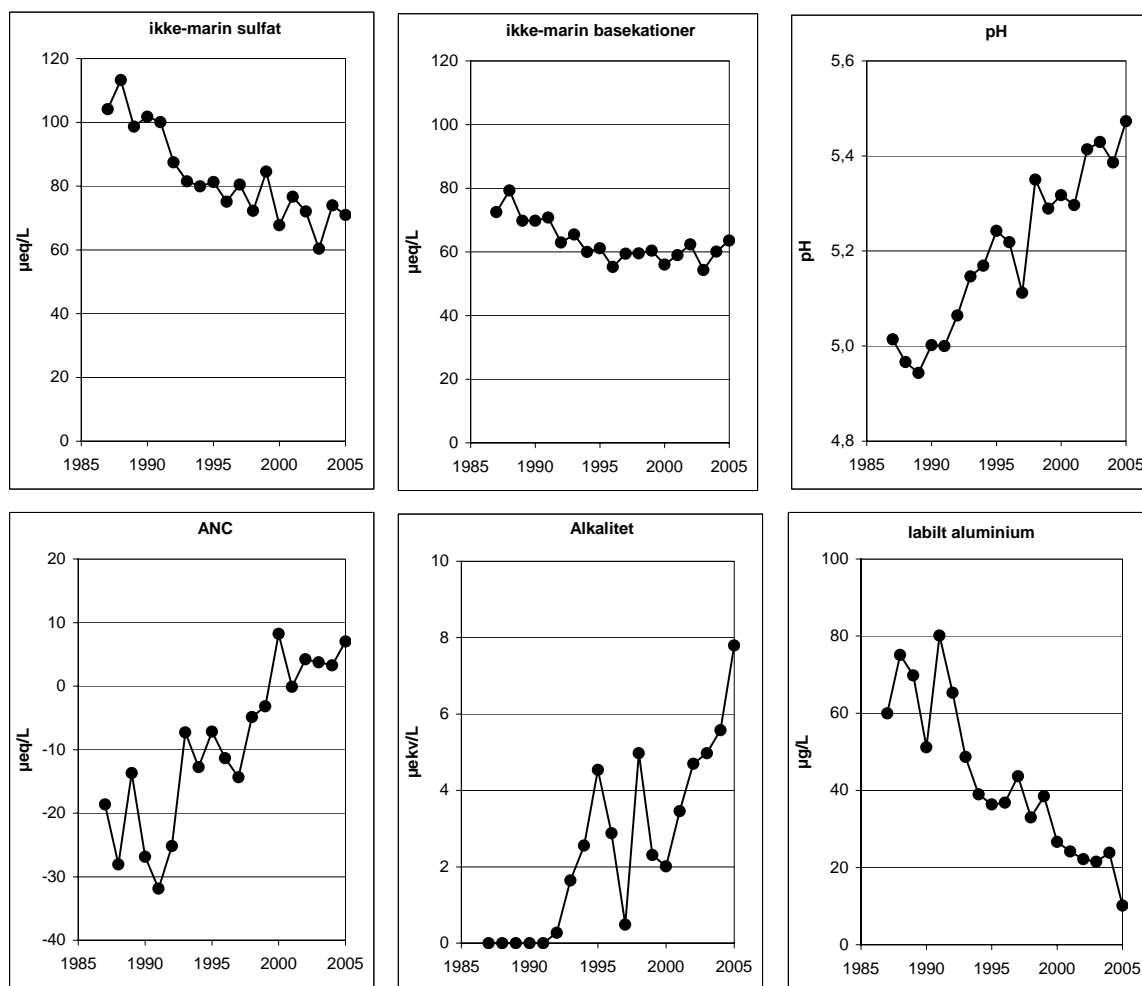 ikke-marin sulfat
µeq/L
120
100
80
60
40
20
0
1985 1990 1995 2000 2005
ikke-marin basekationer
µeq/L
120
100
80
60
40
20
0
1985 1990 1995 2000 2005
pH
pH
5,6
5,4
5,2
5,0
4,8
1985 1990 1995 2000 2005
ANC
µeq/L
20
10
0
-10
-20
-30
-40
1985 1990 1995 2000 2005
Alkalitet
µekv/L
10
8
6
4
2
0
1985 1990 1995 2000 2005
labilt aluminium
µg/L
100
80
60
40
20
0
1985 1990 1995 2000 2005